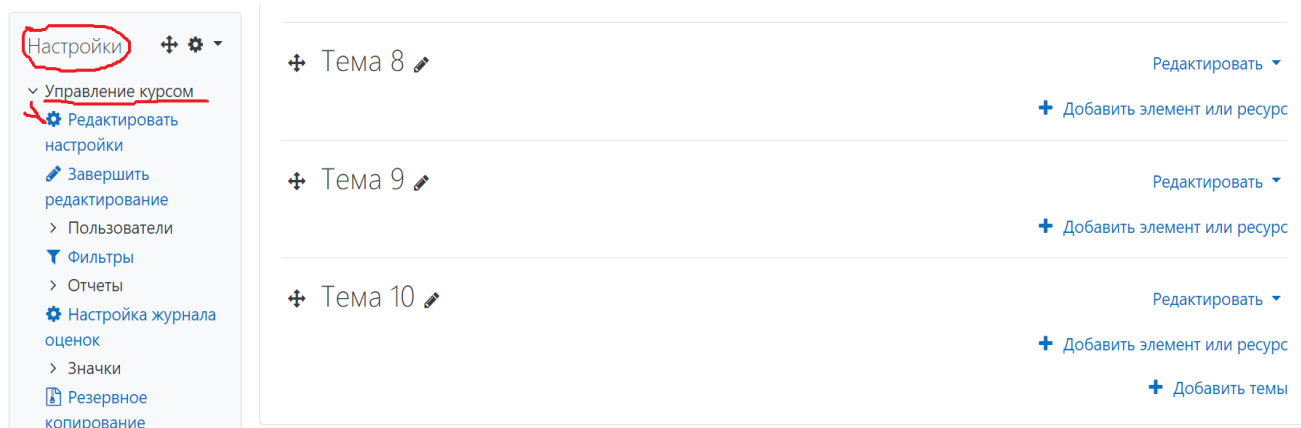 Настройки
Управление курсом
Редактировать
настройки
Завершить
редактирование
Пользователи
Фильтры
Отчеты
Настройка журнала
оценок
Значки
Резервное
копирование
Тема 8
Редактировать
Добавить элемент или ресурс
Тема 9
Редактировать
Добавить элемент или ресурс
Тема 10
Редактировать
Добавить элемент или ресурс
Добавить темы